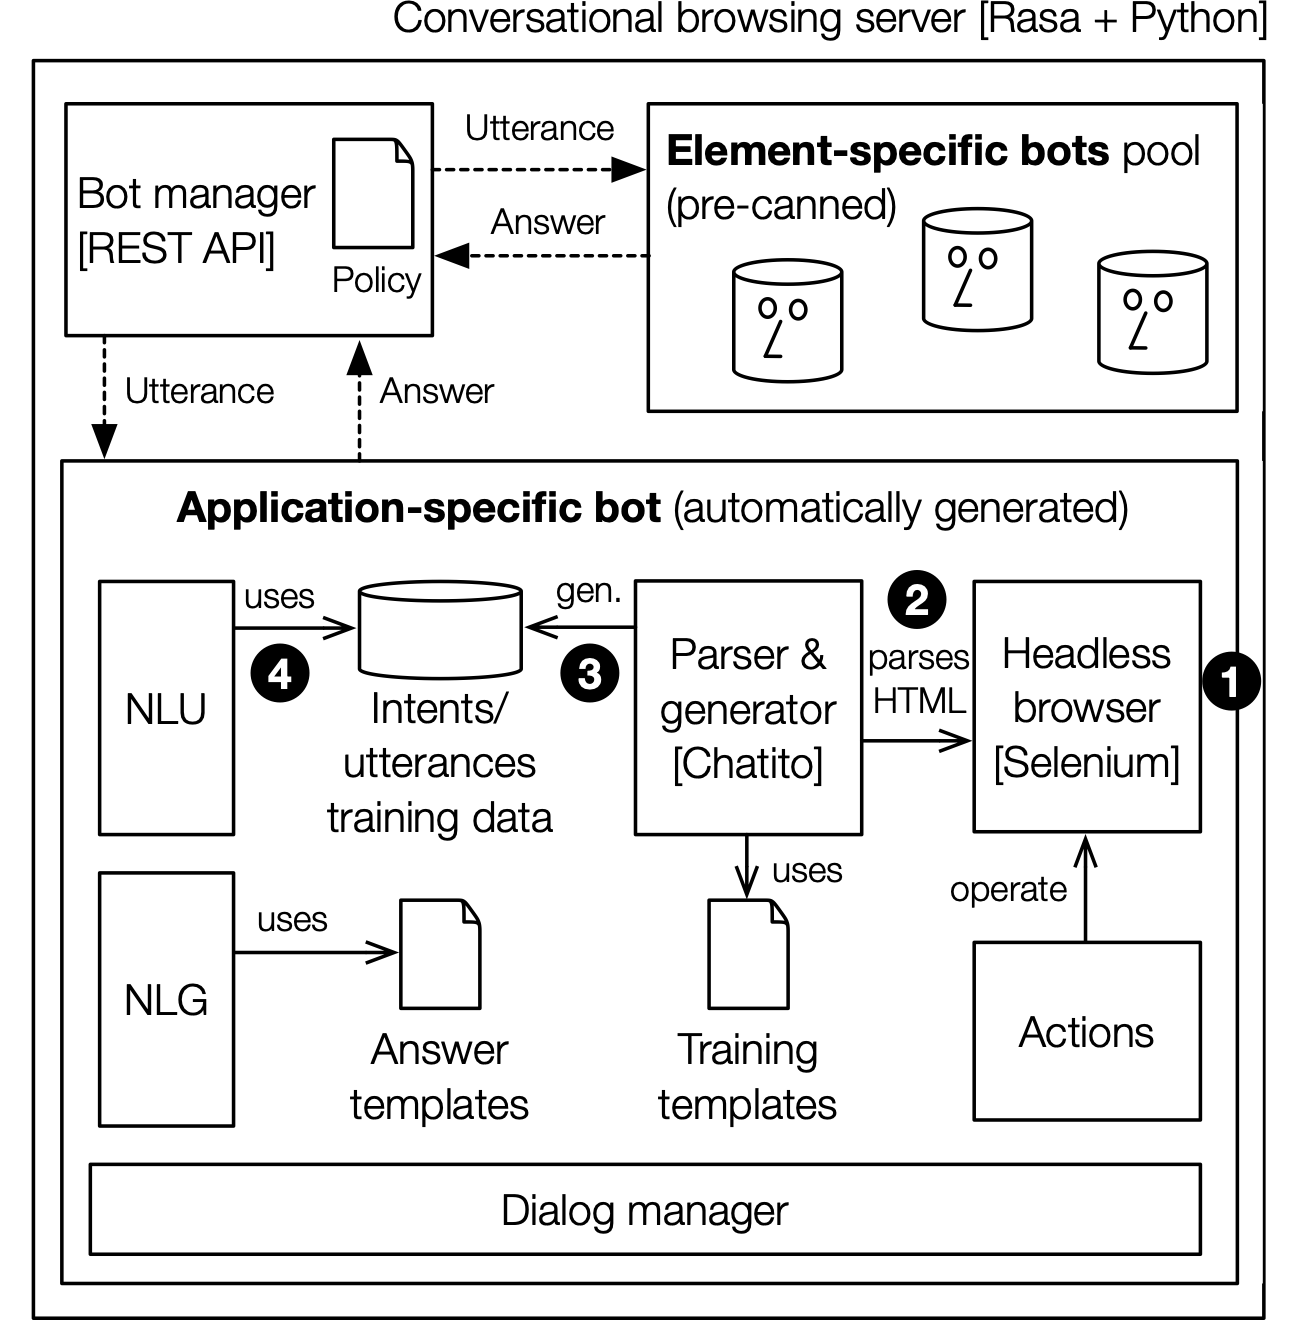 Conversational browsing server [Rasa + Python]
Bot manager
[REST API]
Policy
Utterance
Answer
Element-specific bots pool
(pre-canned)
Utterance
Answer
Application-specific bot (automatically generated)
NLU
uses
4
Intents/
utterances
training data
gen.
3
Parser &
generator
[Chatito]
2
parses
HTML
Headless
browser
[Selenium]
1
NLG
uses
Answer
templates
uses
Training
templates
operate
Actions
Dialog manager